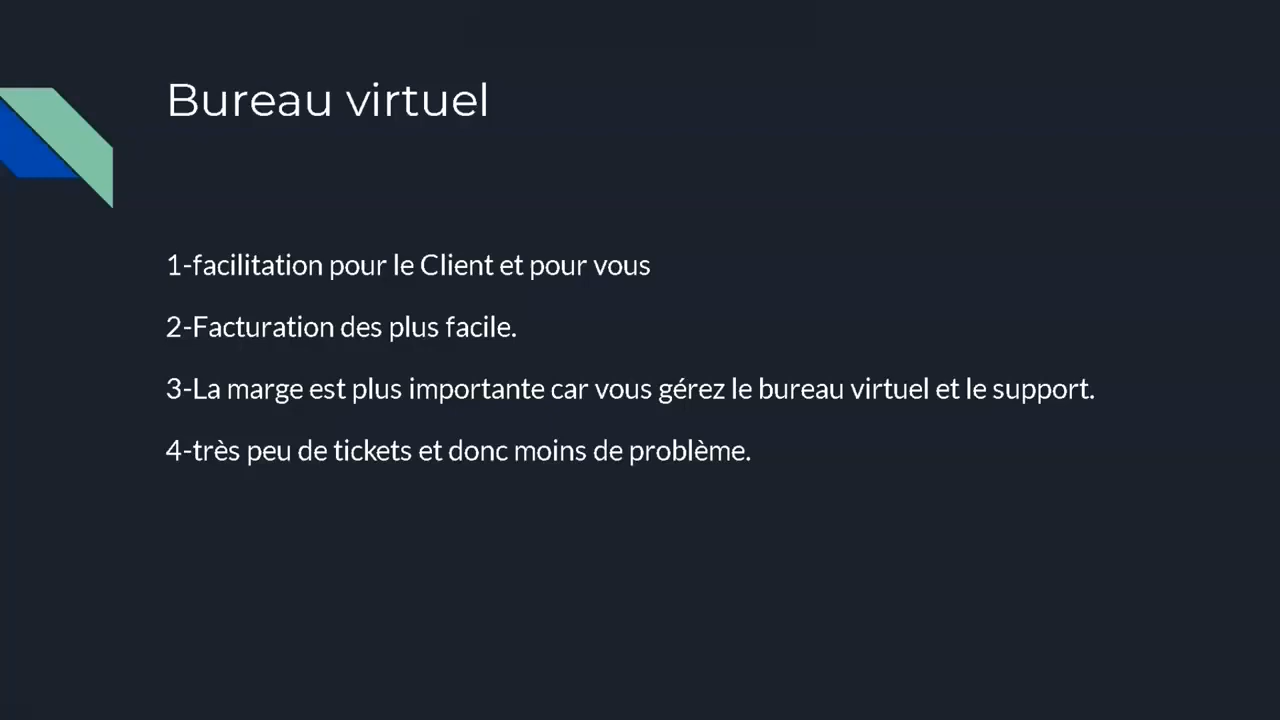 Bureau virtuel
1-facilitation pour le Client et pour vous
2-Facturation des plus facile.
3-La marge est plus importante car vous gérez le bureau virtuel et le support.
4-très peu de tickets et donc moins de problème.